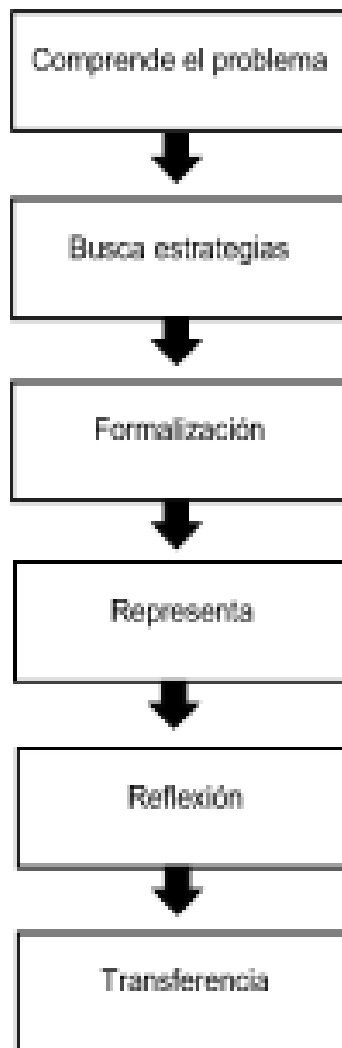 Comprende el problema
Busca estrategias
Formalización
Representa
Reflexión
Transferencia